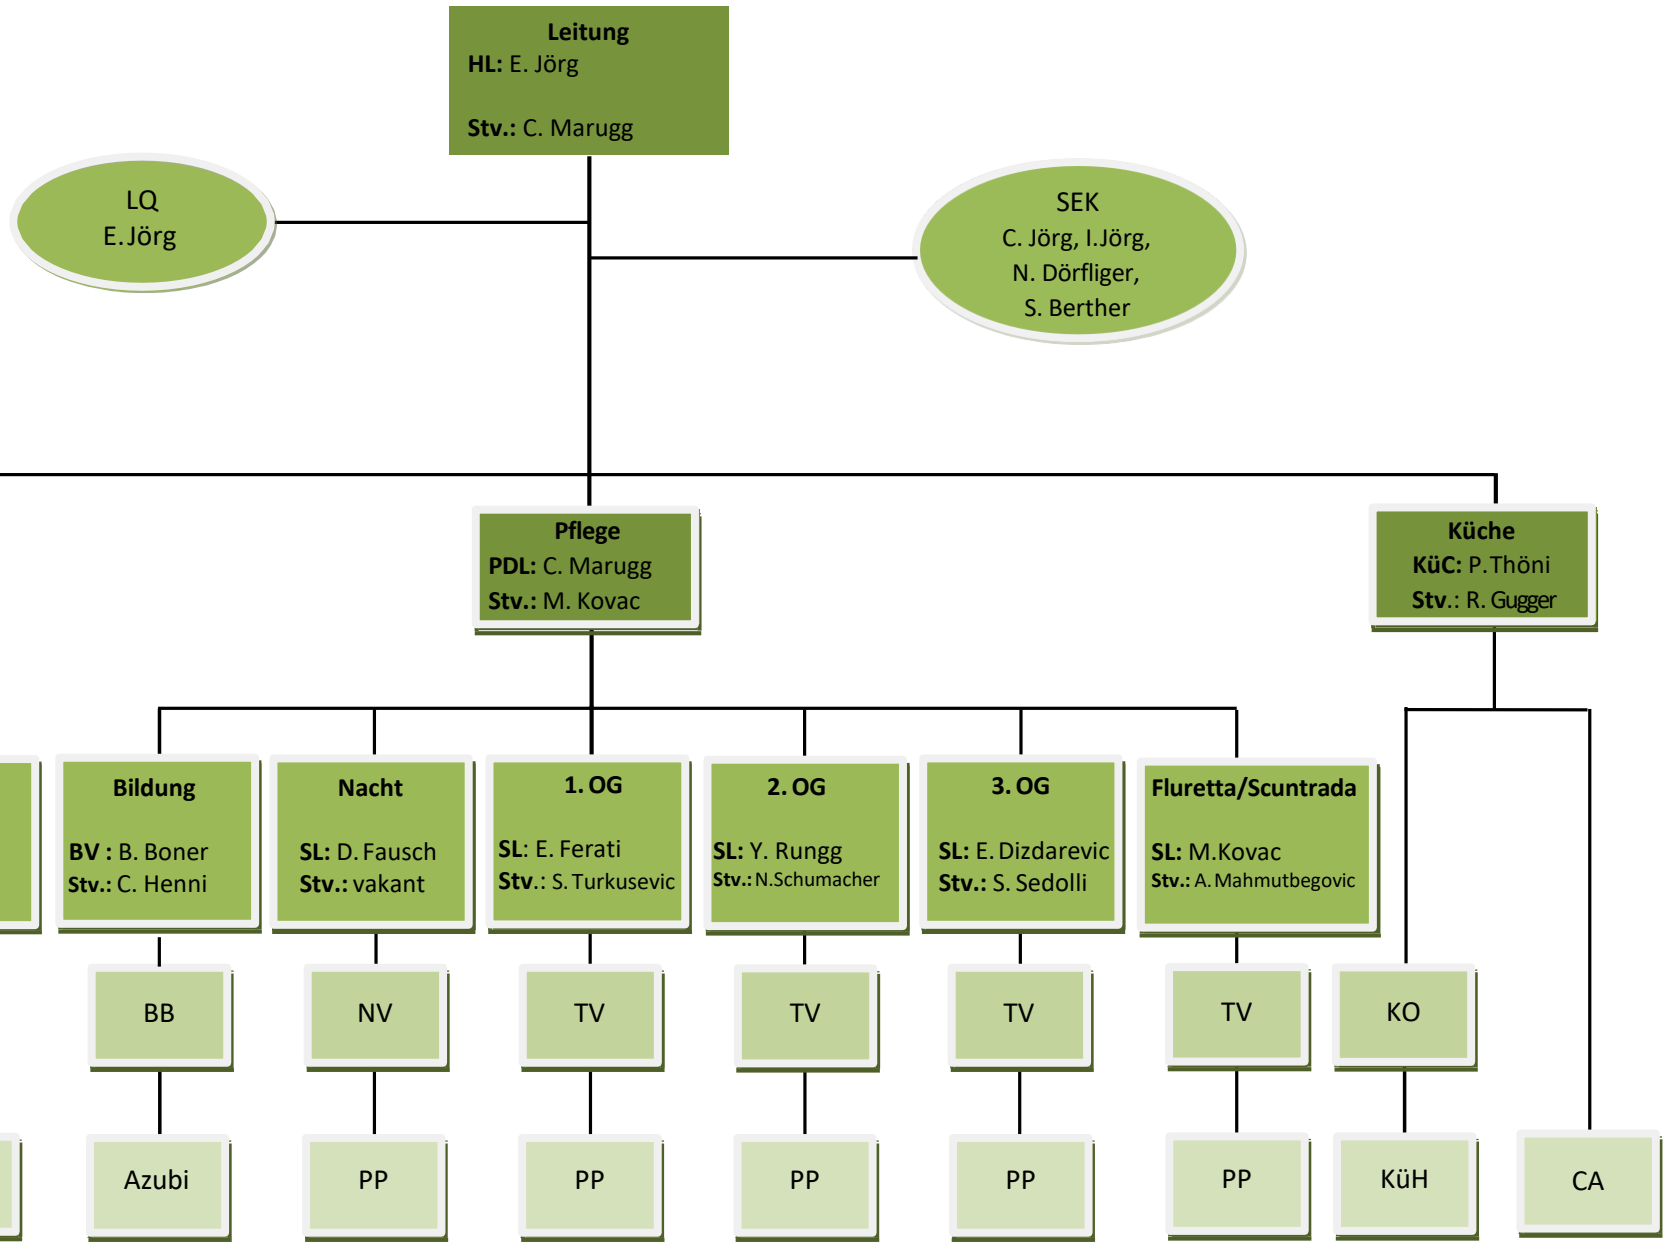 Leitung
HL: E. Jörg
Stv.: C. Marugg
LQ
E. Jörg
SEK
C. Jörg, I.Jörg,
N. Dörfliger,
S. Berther
Pflege
PDL: C. Marugg
Stv.: M. Kovac
Küche
KüC: P. Thöni
Stv.: R. Gugger
Bildung
BV : B. Boner
Stv.: C. Henni
Nacht
SL: D. Fausch
Stv.: vakant
1. OG
SL: E. Ferati
Stv.: S. Turkusevic
2. OG
SL: Y. Rungg
Stv.: N.Schumacher
3. OG
SL: E. Dizdarevic
Stv.: S. Sedolli
Fluretta/Scuntrada
SL: M.Kovac
Stv.: A. Mahmutbegovic
BB
NV
TV
TV
TV
TV
KO
Azubi
PP
PP
PP
PP
PP
KüH
CA